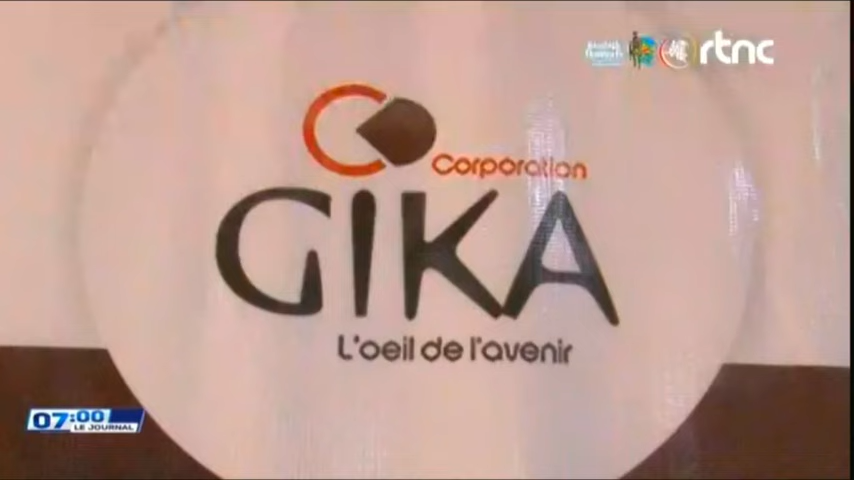 rtnc
Corporation
GIKA
L'oeil de l'avenir
07:00
LE JOURNAL